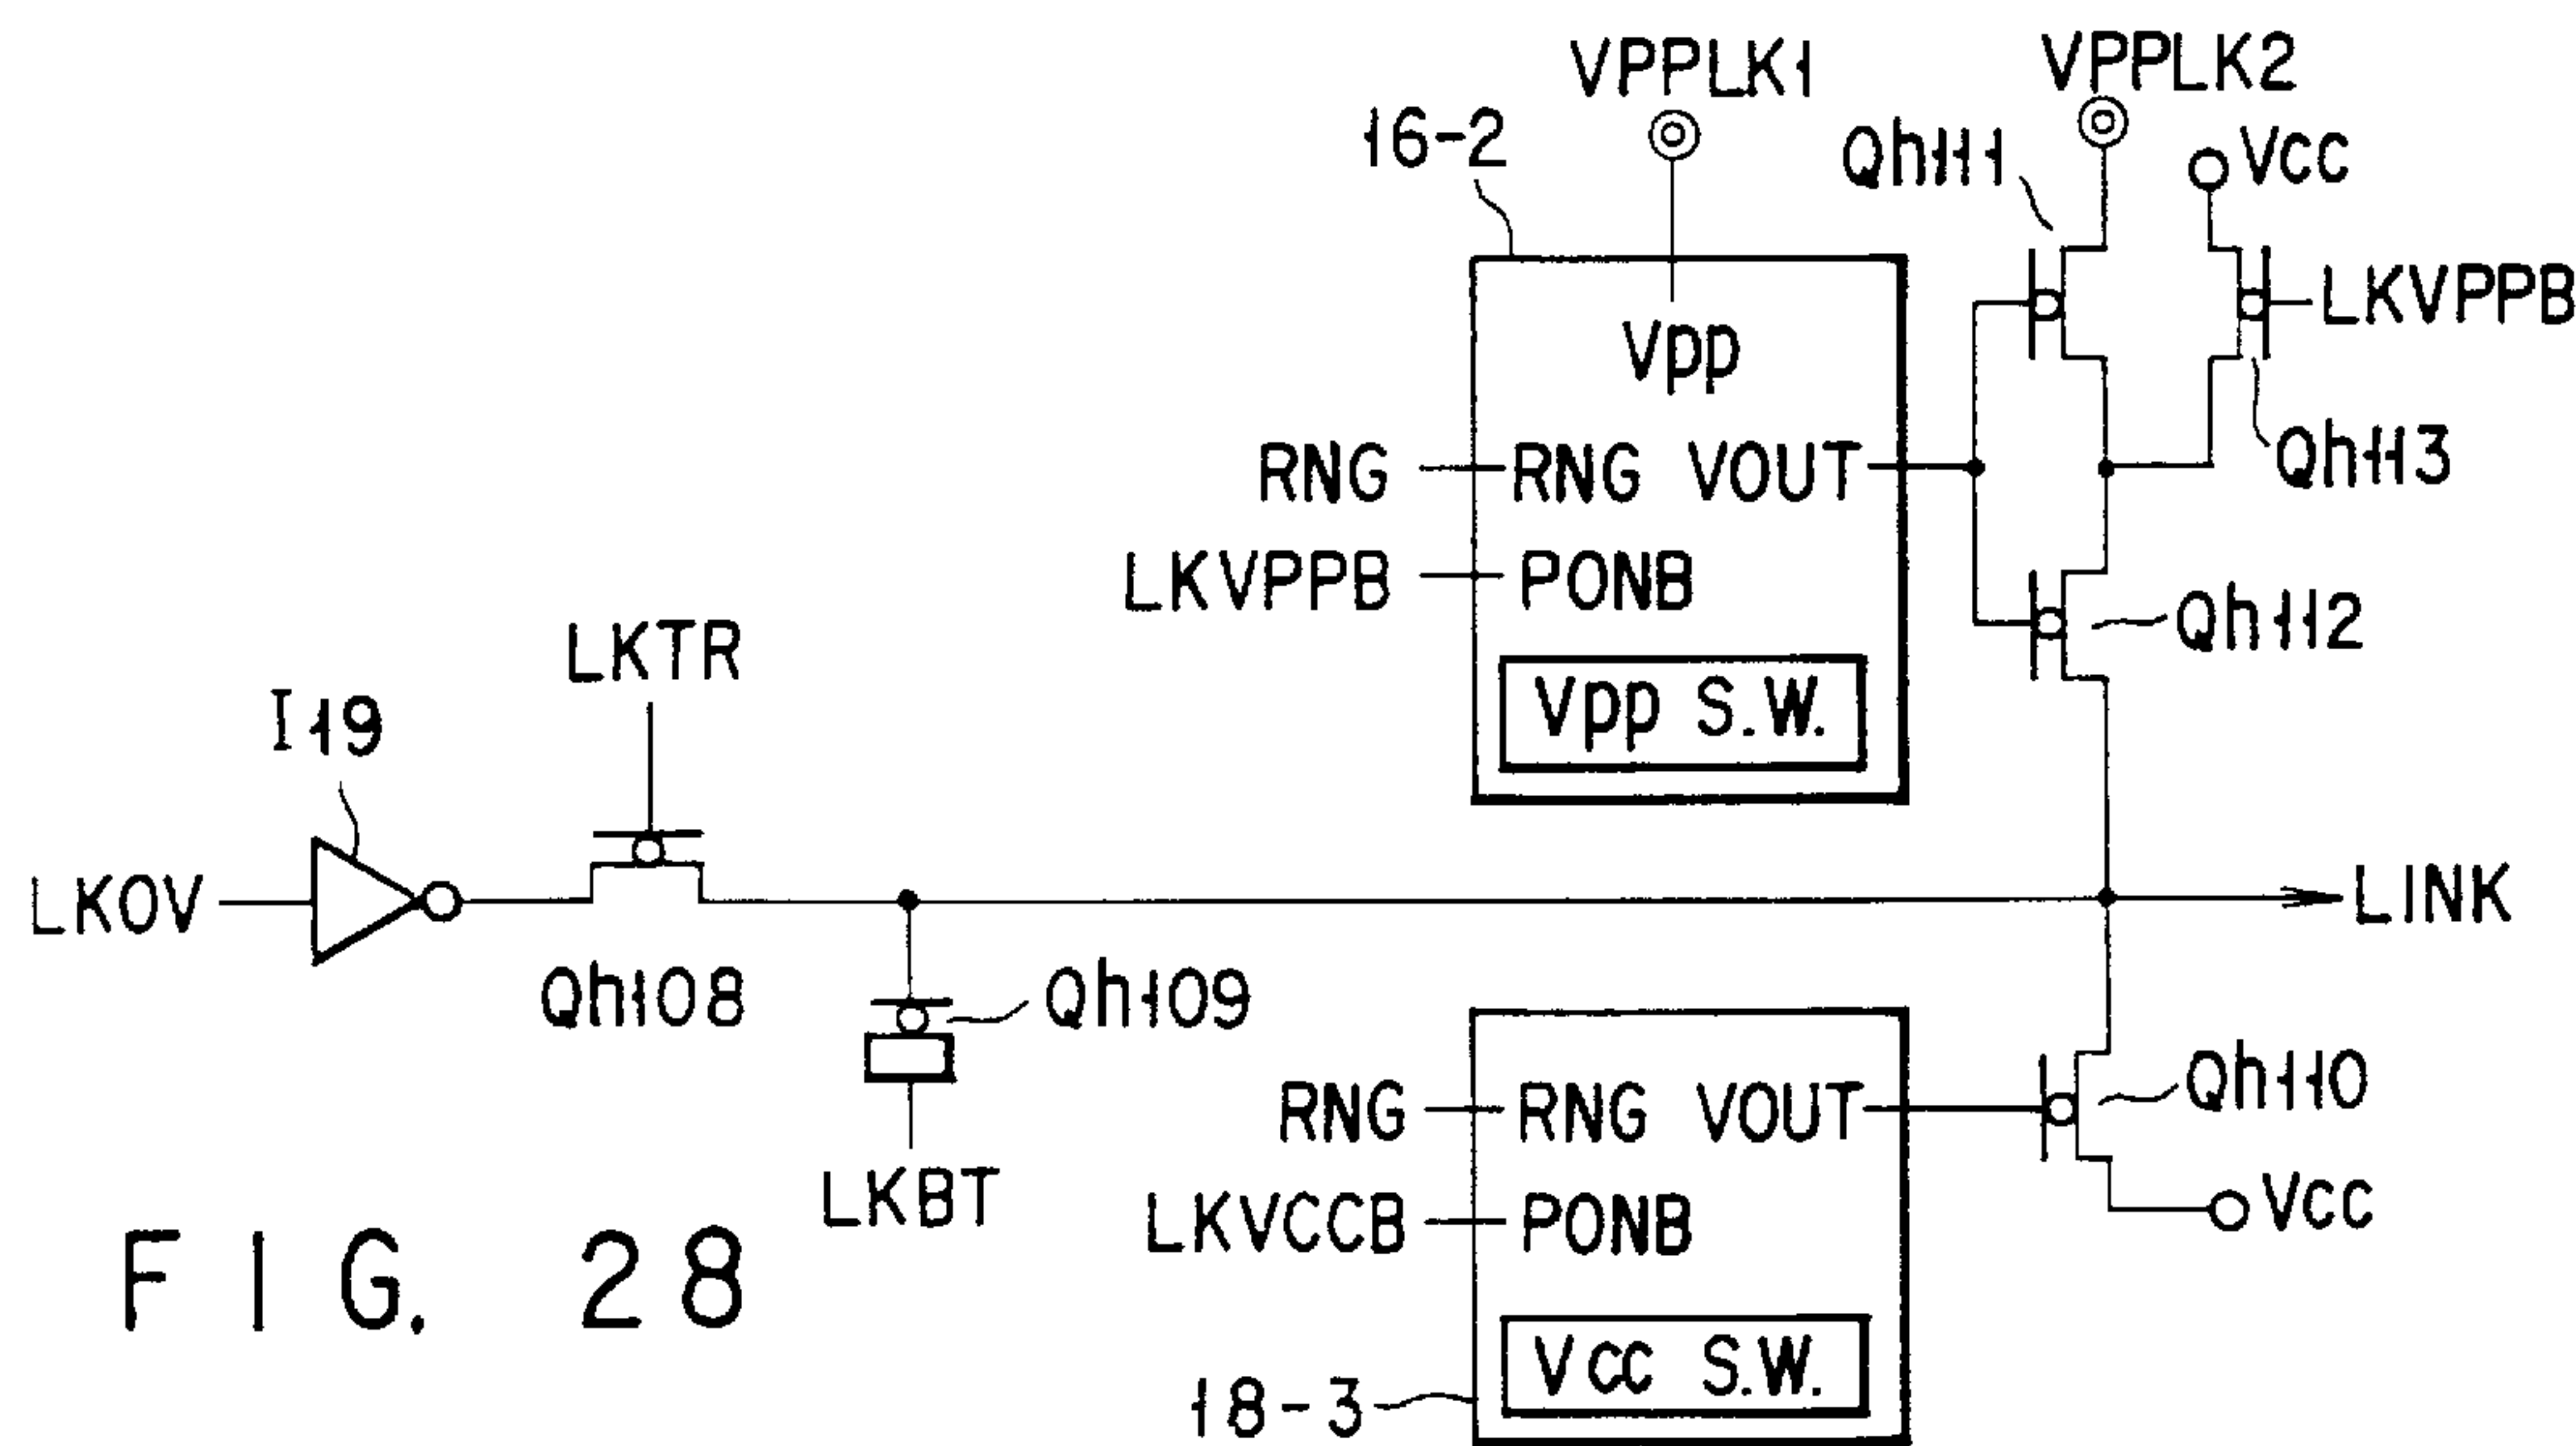 VPPLK1
VPPLK2
16-2
Qh111
Vcc
LKVPPB
Vpp
RNG
RNG VOUT
Qh113
LKVPPB
PONB
Qh112
LKTR
Vpp S.W.
I19
LKOV
LINK
Qh108
Qh109
RNG
RNG VOUT
Qh110
LKBT
LKVCCB
PONB
Vcc
FIG. 28
Vcc S.W.
18-3